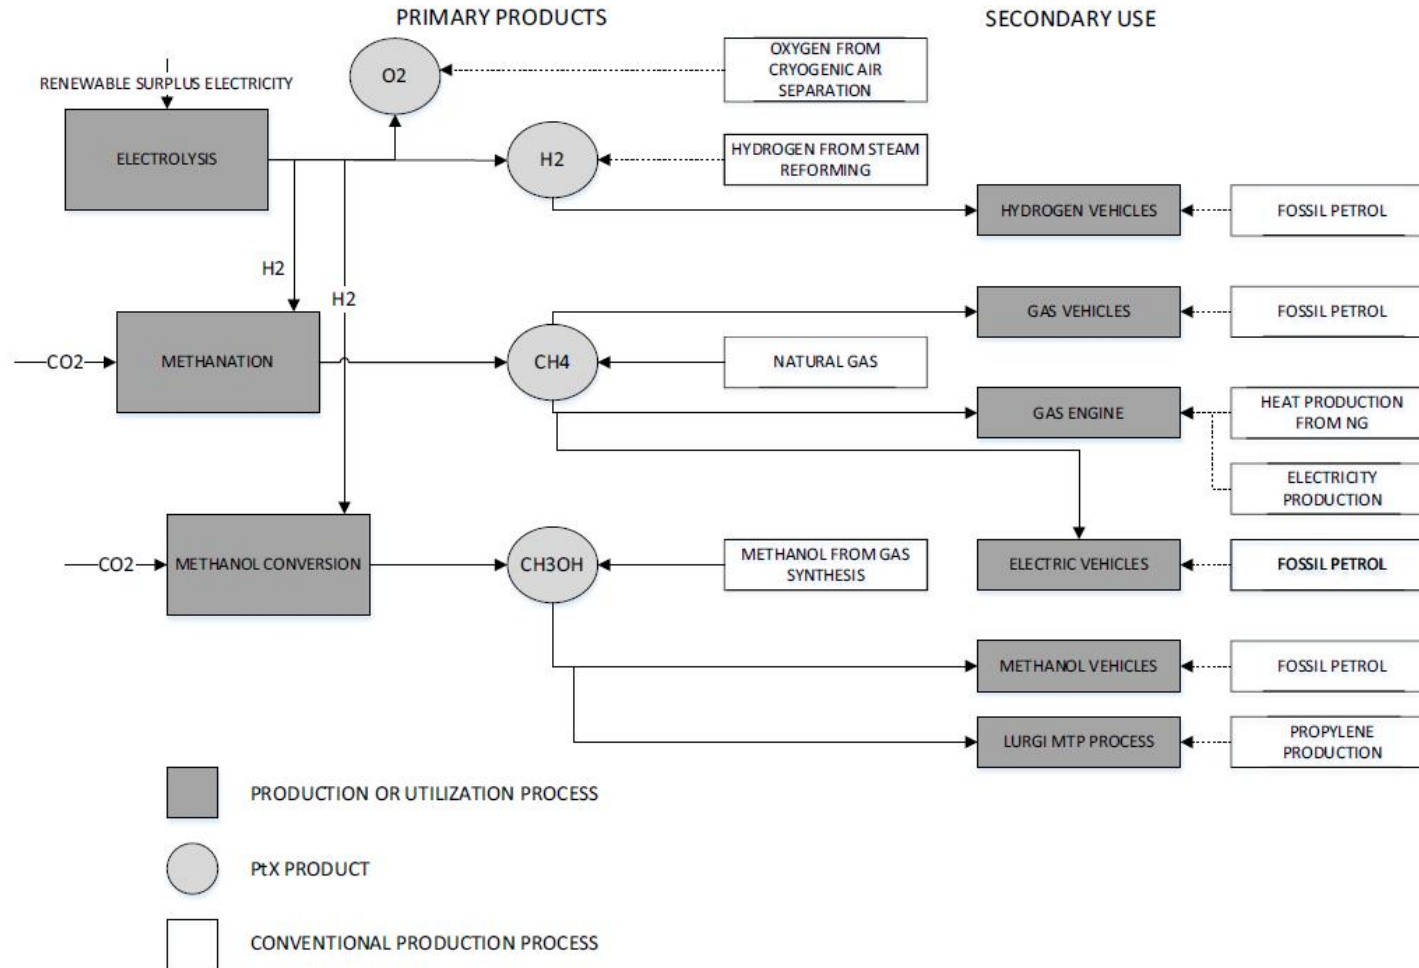 PRIMARY PRODUCTS
SECONDARY USE
RENEWABLE SURPLUS ELECTRICITY
O2
OXYGEN FROM
CRYOGENIC AIR
SEPARATION
ELECTROLYSIS
H2
HYDROGEN FROM STEAM
REFORMING
HYDROGEN VEHICLES
FOSSIL PETROL
H2
H2
GAS VEHICLES
FOSSIL PETROL
CO2
METHANATION
CH4
NATURAL GAS
GAS ENGINE
HEAT PRODUCTION
FROM NG
ELECTRICITY
PRODUCTION
CO2
METHANOL CONVERSION
CH3OH
METHANOL FROM GAS
SYNTHESIS
ELECTRIC VEHICLES
FOSSIL PETROL
METHANOL VEHICLES
FOSSIL PETROL
LURGI MTP PROCESS
PROPYLENE
PRODUCTION
PRODUCTION OR UTILIZATION PROCESS
PtX PRODUCT
CONVENTIONAL PRODUCTION PROCESS